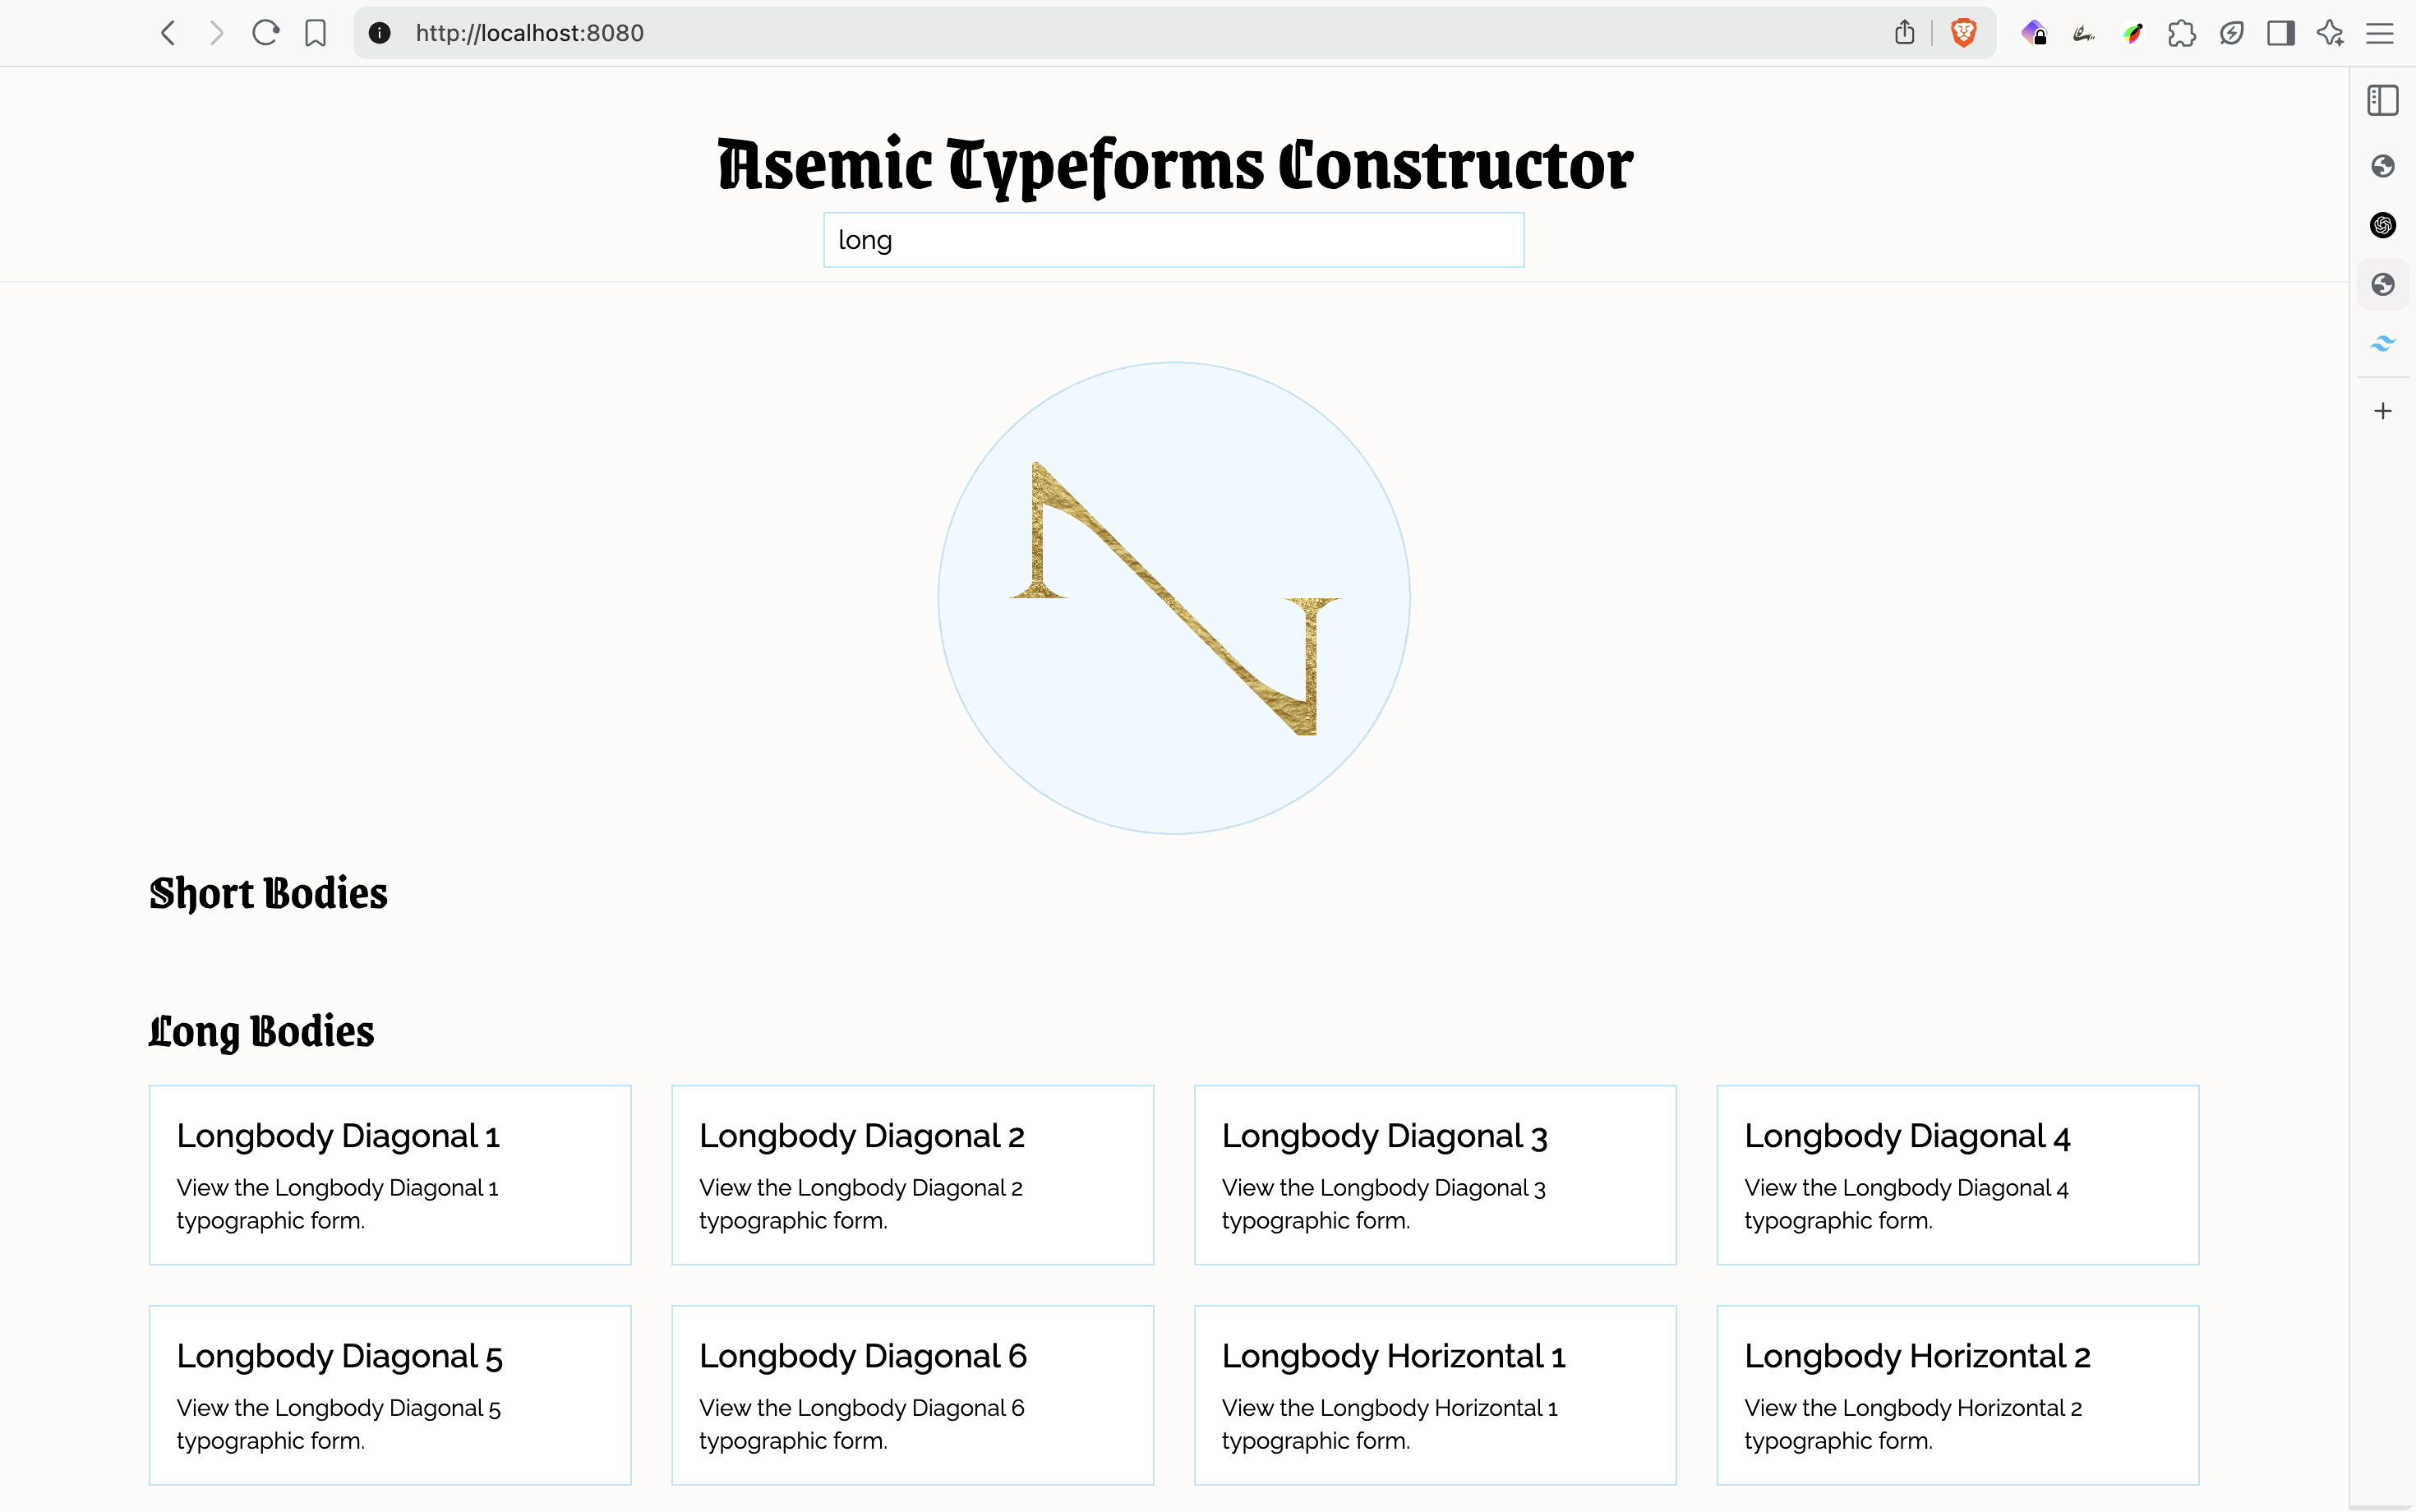 http://localhost:8080
Asemic Typeforms Constructor
long
Short Bodies
Long Bodies
Longbody Diagonal 1
View the Longbody Diagonal 1
typographic form.
Longbody Diagonal 2
View the Longbody Diagonal 2
typographic form.
Longbody Diagonal 3
View the Longbody Diagonal 3
typographic form.
Longbody Diagonal 4
View the Longbody Diagonal 4
typographic form.
Longbody Diagonal 5
View the Longbody Diagonal 5
typographic form.
Longbody Diagonal 6
View the Longbody Diagonal 6
typographic form.
Longbody Horizontal 1
View the Longbody Horizontal 1
typographic form.
Longbody Horizontal 2
View the Longbody Horizontal 2
typographic form.